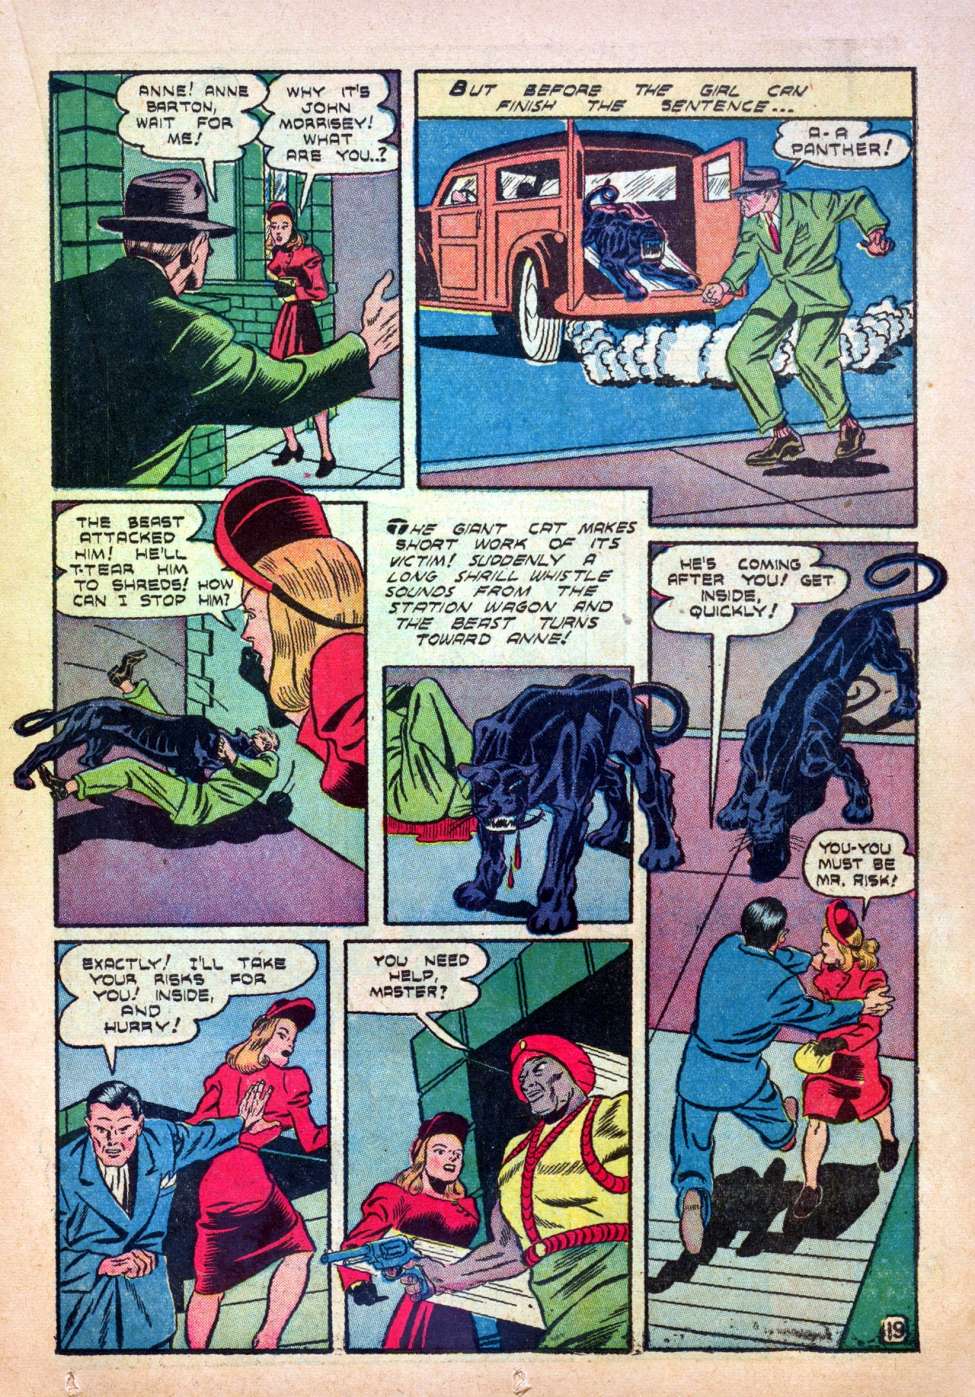 ANNE! ANNE
BARTON,
WAIT FOR
ME!
WHY IT'S
JOHN
MORRISEY!
WHAT
ARE YOU..?
BUT BEFORE THE GIRL CAN
FINISH THE SENTENCE...
A-A
PANTHER!
THE BEAST
ATTACKED
HIM! HE'LL
T-TEAR HIM
TO SHREDS! HOW
CAN I STOP HIM?
THE GIANT CAT MAKES
SHORT WORK OF ITS
VICTIM! SUDDENLY A
LONG SHRILL WHISTLE
SOUNDS FROM THE
STATION WAGON AND
THE BEAST TURNS
TOWARD ANNE!
HE'S COMING
AFTER YOU! GET
INSIDE,
QUICKLY!
YOU-YOU
MUST BE
MR. RISK!
EXACTLY! I'LL TAKE
YOUR RISKS FOR
YOU! INSIDE,
AND
HURRY!
YOU NEED
HELP,
MASTER?
19